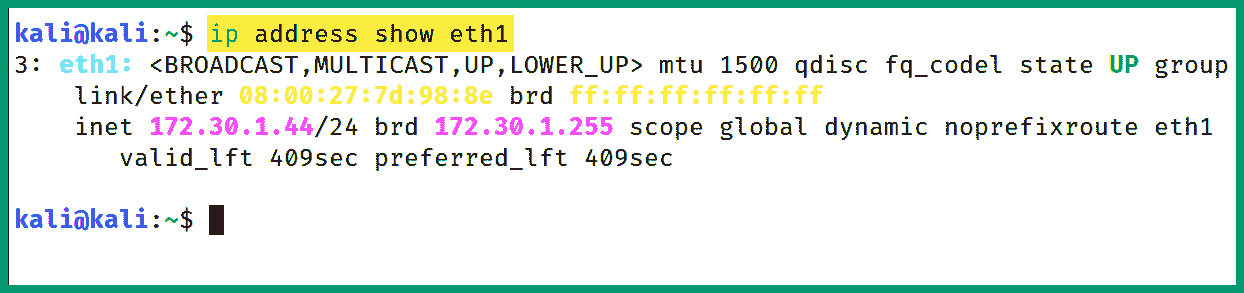 kali@kali:~$ ip address show eth1
3: eth1: <BROADCAST,MULTICAST,UP,LOWER_UP> mtu 1500 qdisc fq_codel state UP group
link/ether 08:00:27:7d:98:8e brd ff:ff:ff:ff:ff:ff
inet 172.30.1.44/24 brd 172.30.1.255 scope global dynamic noprefixroute eth1
valid_lft 409sec preferred_lft 409sec
kali@kali:~$